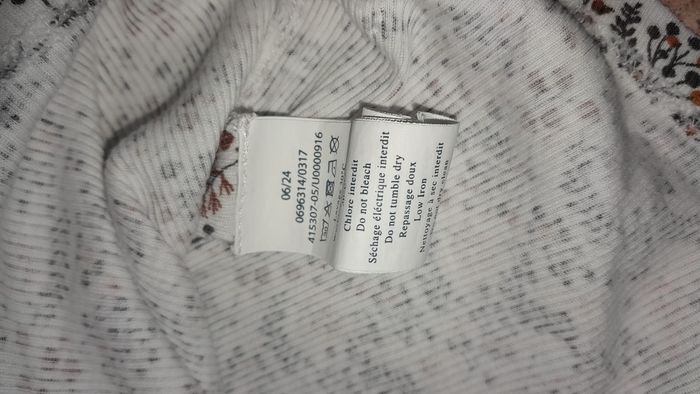 06/24
0696314/0317
415307-05/U0000916
Chlore interdit
Do not bleach
Séchage éléctrique interdit
Do not tumble dry
Repassage doux
Low Iron
Nettoyage à sec interdit